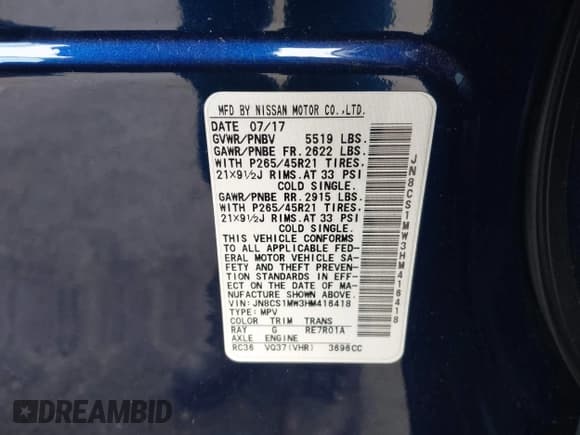 MFD BY NISSAN MOTOR CO.,LTD.
DATE 07/17
GVWR/PNBV 5519 LBS.
GAWR/PNBE FR. 2622 LBS.
WITH P265/45R21 TIRES.
21X9½J RIMS. AT 33 PSI
COLD SINGLE.
GAWR/PNBE RR. 2915 LBS.
WITH P265/45R21 TIRES.
21X9½J RIMS. AT 33 PSI
COLD SINGLE.
THIS VEHICLE CONFORMS
TO ALL APPLICABLE FED-
ERAL MOTOR VEHICLE SA-
FETY AND THEFT PREVENT-
ION STANDARDS IN EFF-
ECT ON THE DATE OF MA-
NUFACTURE SHOWN ABOVE.
VIN: JN8CS1MW3HM416418
TYPE: MPV
COLOR TRIM TRANS
RAY G RE7R01A
AXLE ENGINE
RC36 VQ37(VHR) 3696CC
JN8CS1MW3HM416418
DREAMBID